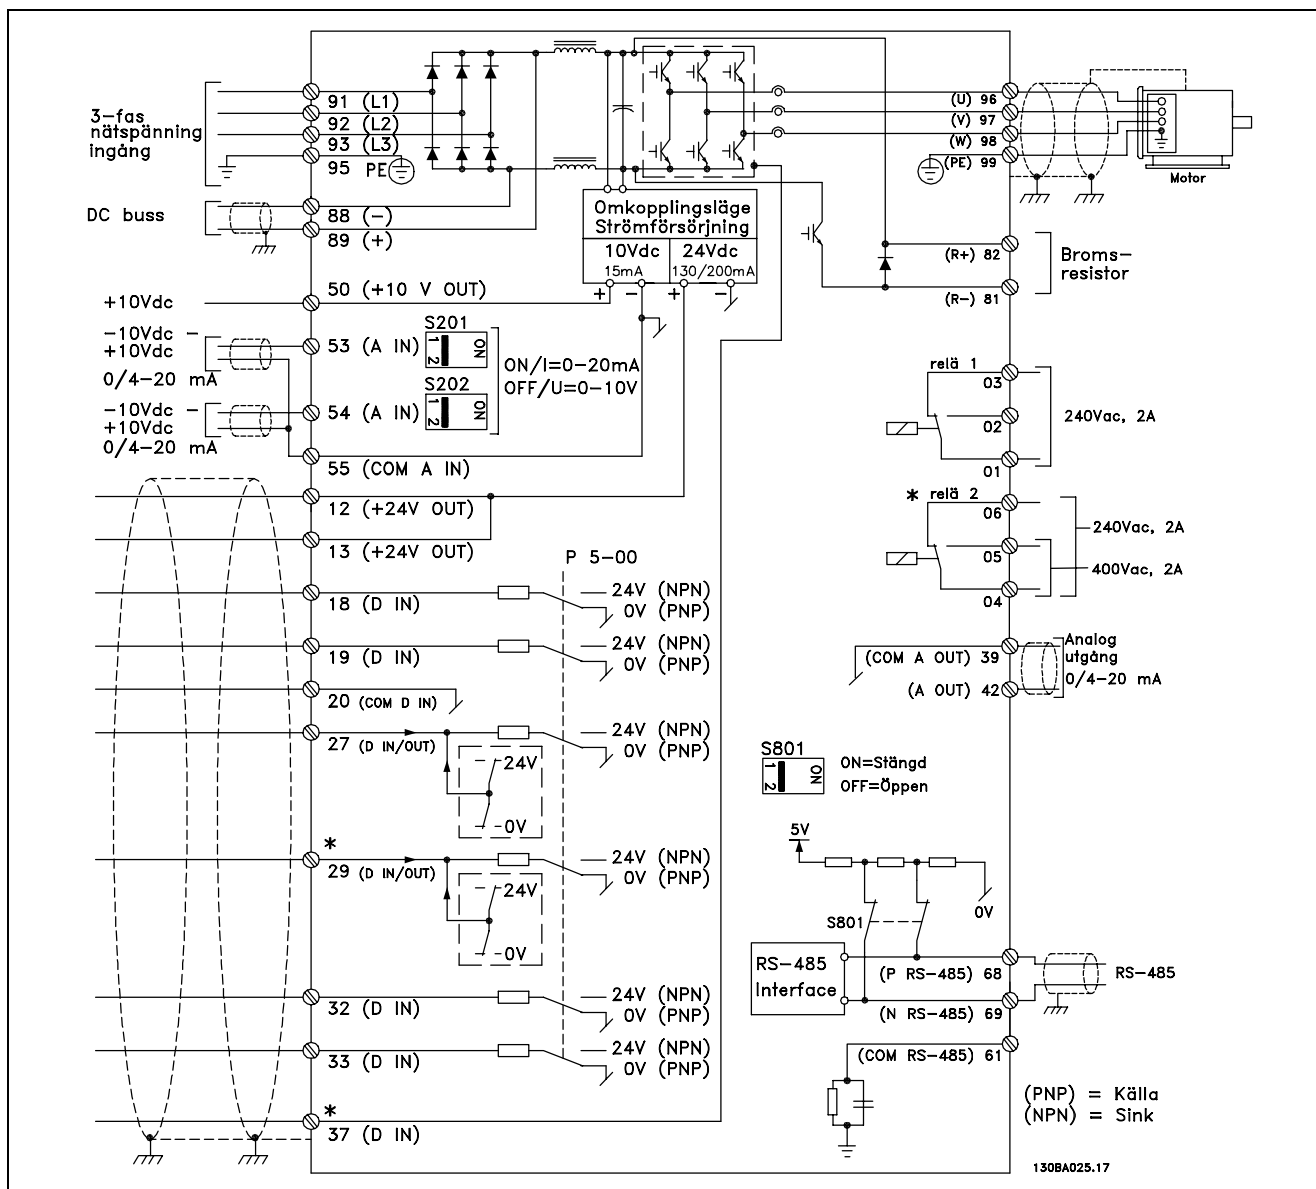 3-fas
nätspänning
ingång
91 (L1)
92 (L2)
93 (L3)
95 PE
DC buss
88 (-)
89 (+)
+10Vdc
50 (+10 V OUT)
-10Vdc -
+10Vdc
0/4-20 mA
53 (A IN)
S201
1 2
ON
-10Vdc -
+10Vdc
0/4-20 mA
54 (A IN)
S202
1 2
ON
ON/I=0-20mA
OFF/U=0-10V
55 (COM A IN)
12 (+24V OUT)
13 (+24V OUT)
P 5-00
18 (D IN)
24V (NPN)
0V (PNP)
19 (D IN)
24V (NPN)
0V (PNP)
20 (COM D IN)
27 (D IN/OUT)
24V (NPN)
0V (PNP)
24V
0V
*
29 (D IN/OUT)
24V (NPN)
0V (PNP)
24V
0V
32 (D IN)
24V (NPN)
0V (PNP)
33 (D IN)
24V (NPN)
0V (PNP)
*
37 (D IN)
Omkopplingsläge
Strömförsörjning
10Vdc
15mA
24Vdc
130/200mA
+ - + -
(U) 96
(V) 97
(W) 98
(PE) 99
Motor
(R+) 82
(R-) 81
Broms-
resistor
relä 1
03
02
01
240Vac, 2A
* relä 2
06
05
04
240Vac, 2A
400Vac, 2A
(COM A OUT) 39
(A OUT) 42
Analog
utgång
0/4-20 mA
S801
1 2
ON
ON=Stängd
OFF=Öppen
5V
S801
0V
RS-485
Interface
(P RS-485) 68
(N RS-485) 69
(COM RS-485) 61
RS-485
(PNP) = Källa
(NPN) = Sink
130BA025.17